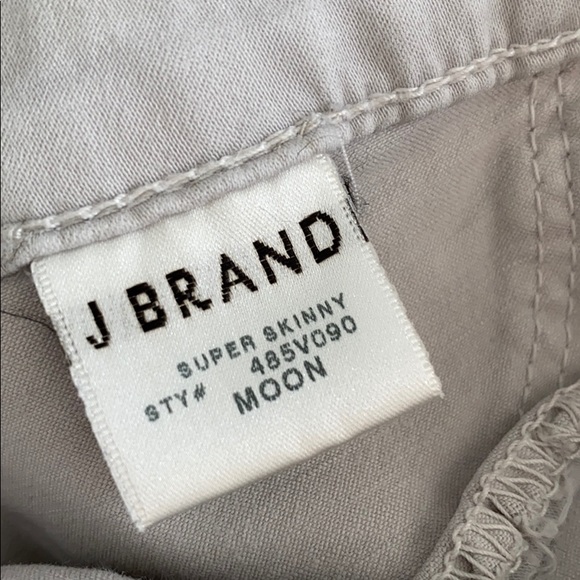 J BRAND
SUPER SKINNY
STY# 485V090
MOON